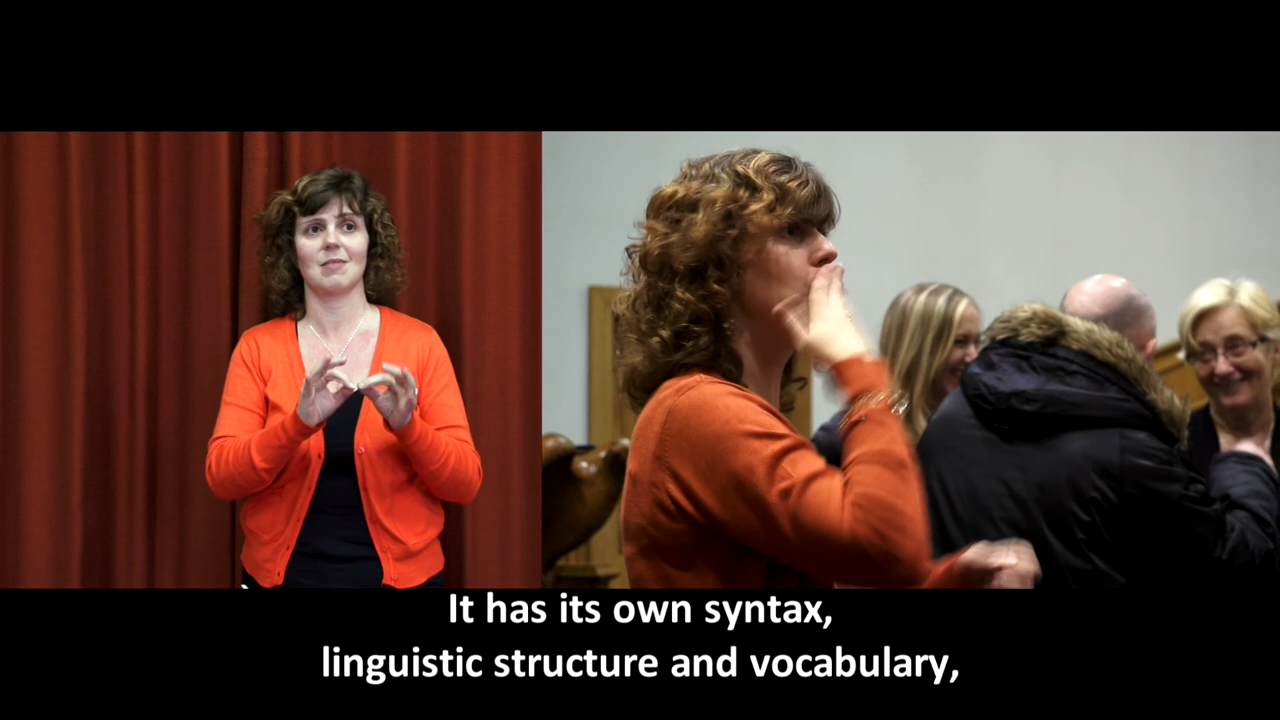 It has its own syntax,
linguistic structure and vocabulary,